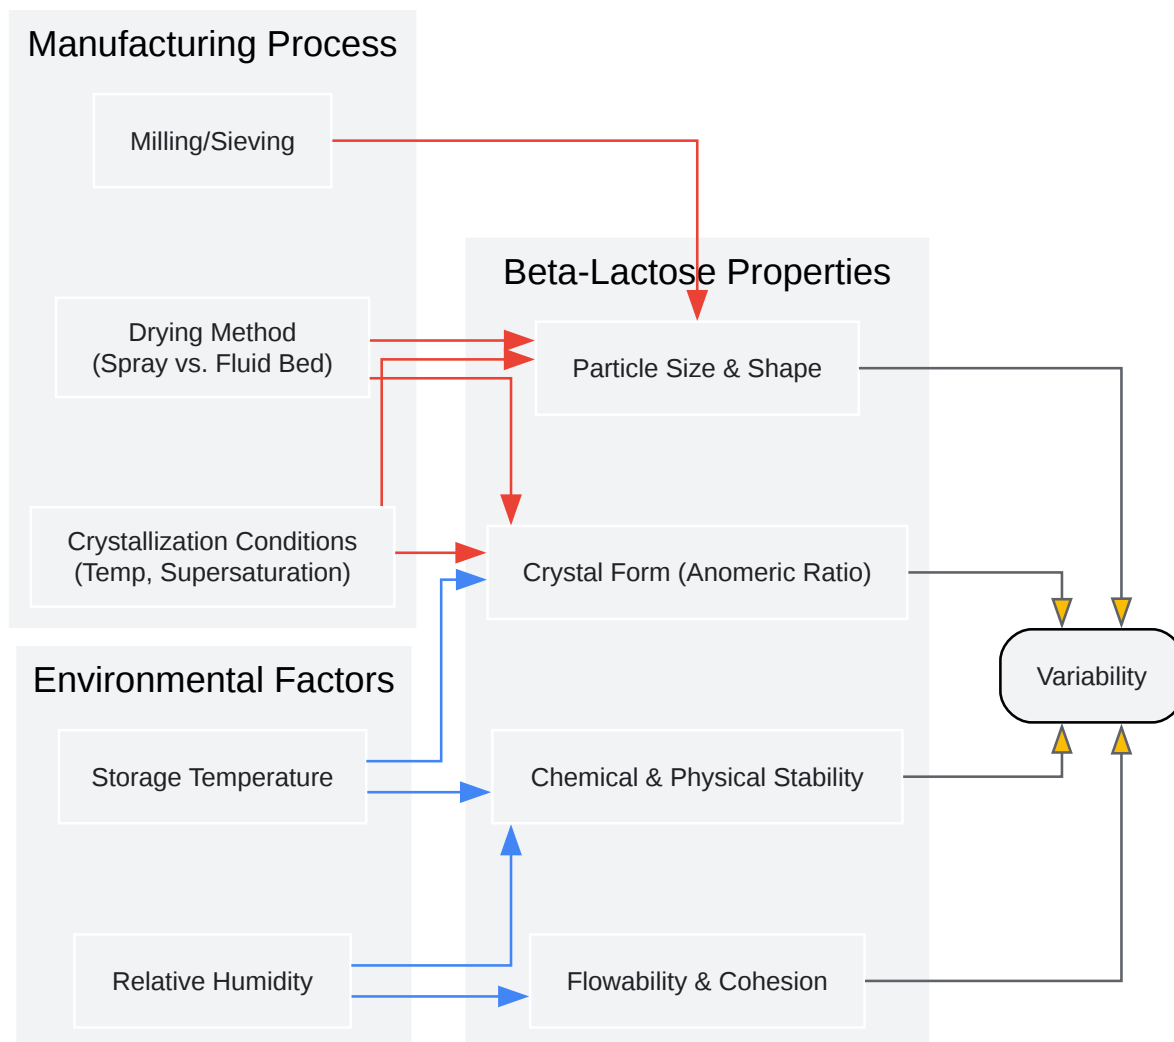 Manufacturing Process
Milling/Sieving
Drying Method
(Spray vs. Fluid Bed)
Crystallization Conditions
(Temp, Supersaturation)
Environmental Factors
Storage Temperature
Relative Humidity
Beta-Lactose Properties
Particle Size & Shape
Crystal Form (Anomeric Ratio)
Chemical & Physical Stability
Flowability & Cohesion
Variability